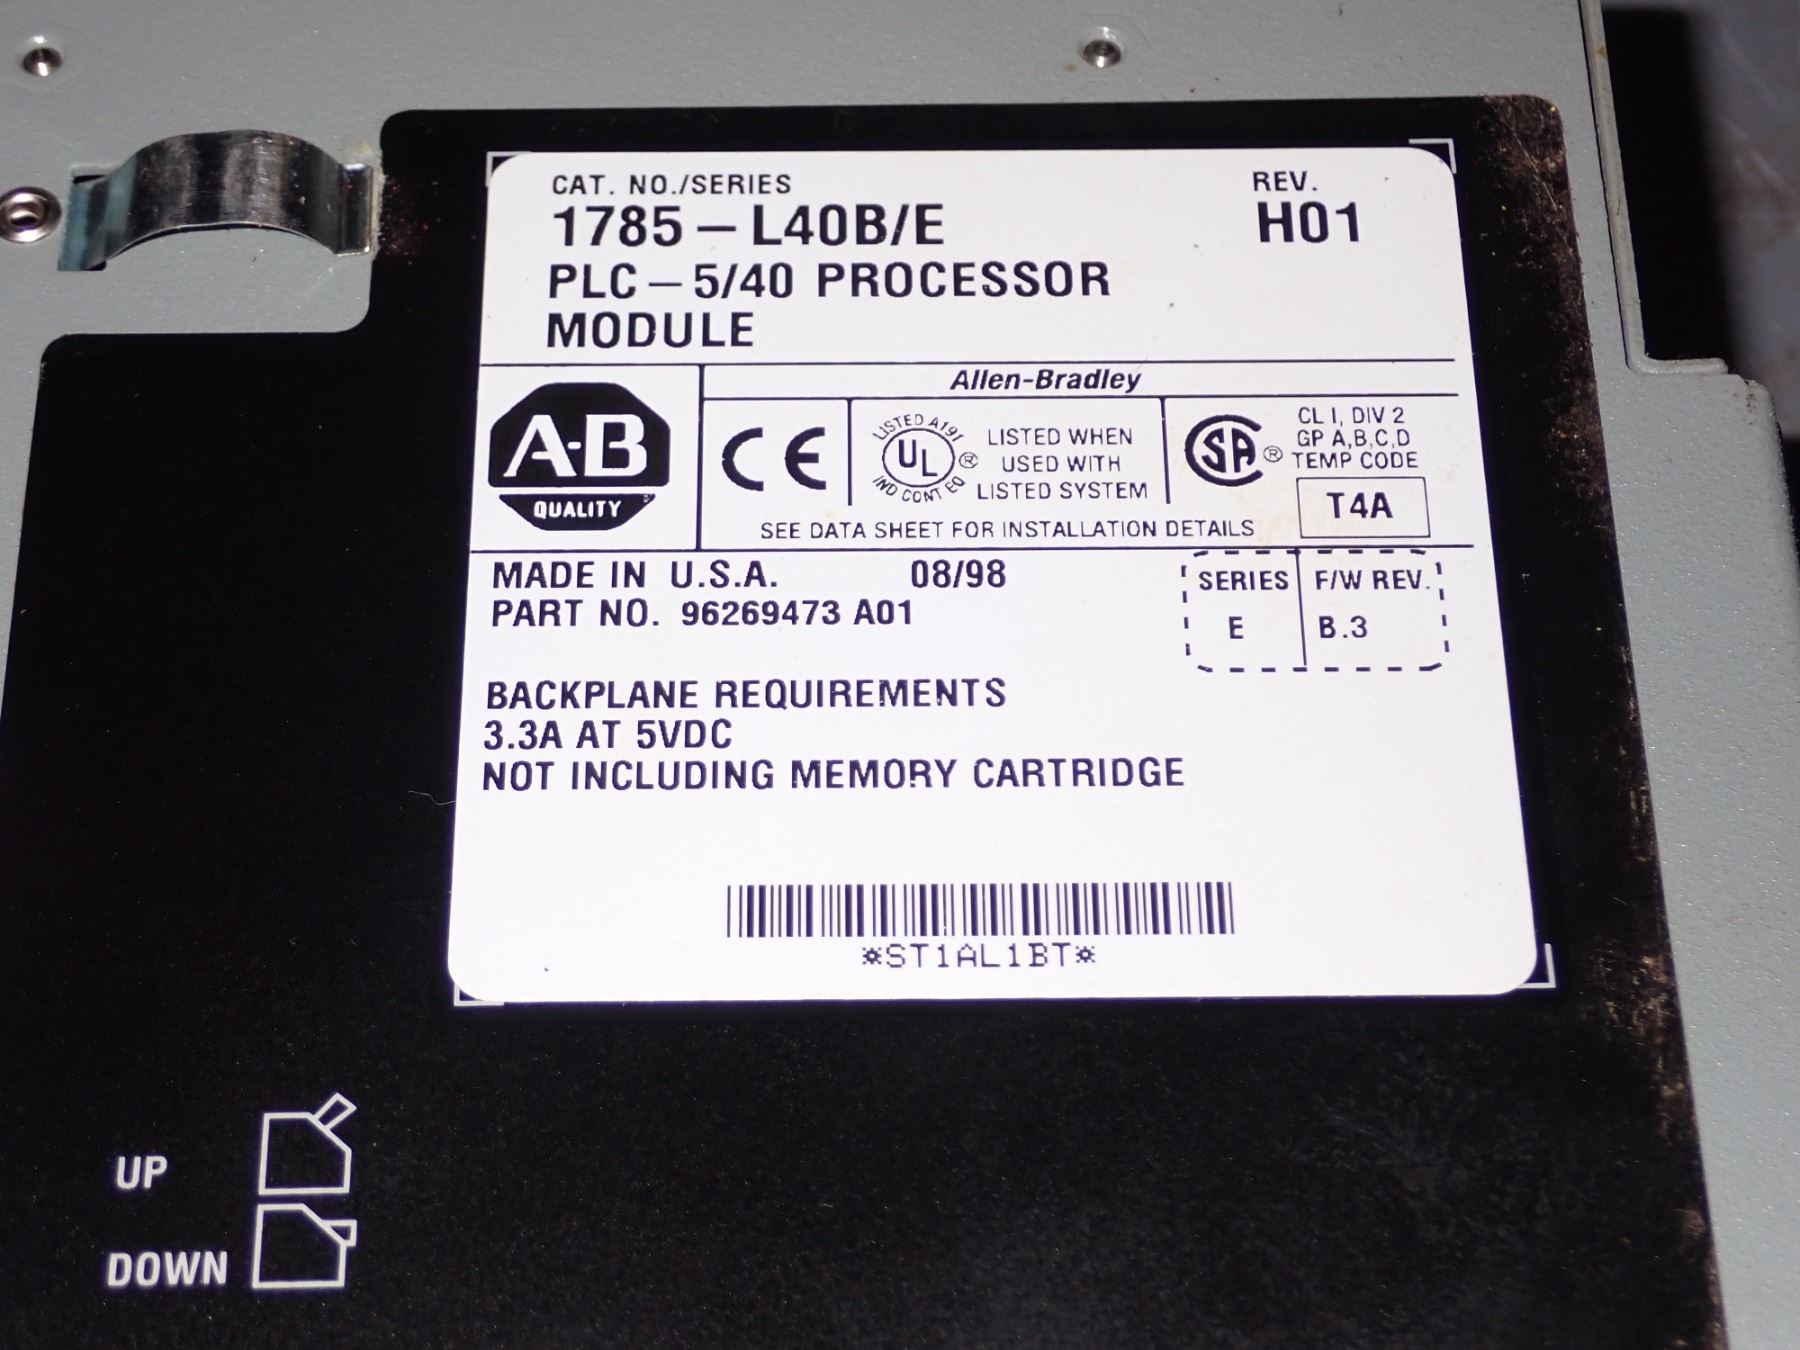 CAT. NO./SERIES
REV.
1785-L40B/E
H01
PLC-5/40 PROCESSOR
MODULE
Allen-Bradley
A-B
QUALITY
CE
LISTED A191
UL
IND CONT EQ
®
LISTED WHEN
USED WITH
LISTED SYSTEM
SA
®
CL I, DIV 2
GP A,B,C,D
TEMP CODE
T4A
SEE DATA SHEET FOR INSTALLATION DETAILS
MADE IN U.S.A. 08/98
PART NO. 96269473 A01
SERIES F/W REV.
E B.3
BACKPLANE REQUIREMENTS
3.3A AT 5VDC
NOT INCLUDING MEMORY CARTRIDGE
*ST1AL1BT*
UP
DOWN